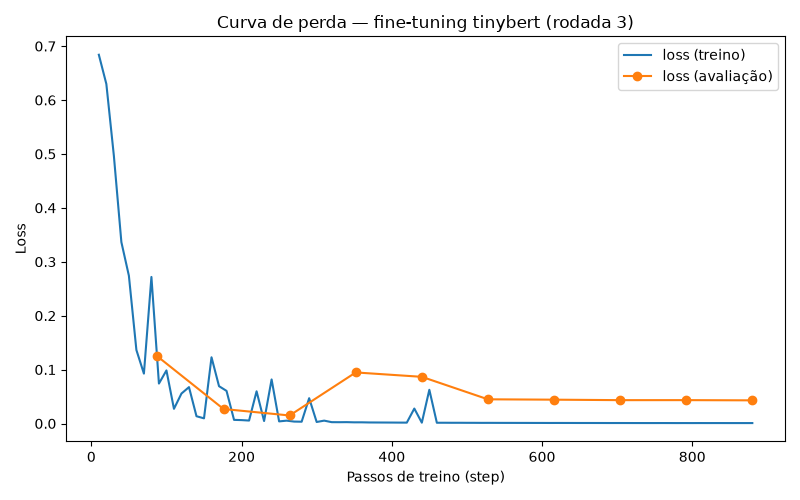 Curva de perda — fine-tuning tinybert (rodada 3)
loss (treino)
loss (avaliação)
Loss
0.7
0.6
0.5
0.4
0.3
0.2
0.1
0.0
0 200 400 600 800
Passos de treino (step)